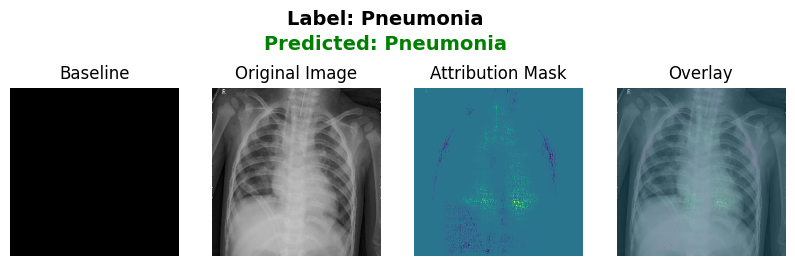 Label: Pneumonia
Predicted: Pneumonia
Baseline
Original Image
Attribution Mask
Overlay
R
R